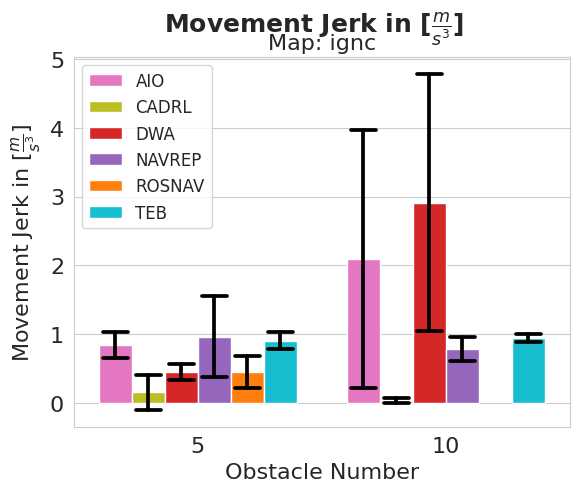 Movement Jerk in [m/s³]
Map: ignc
Movement Jerk in [m/s³]
5
4
3
2
1
0
AIO
CADRL
DWA
NAVREP
ROSNAV
TEB
5 10
Obstacle Number